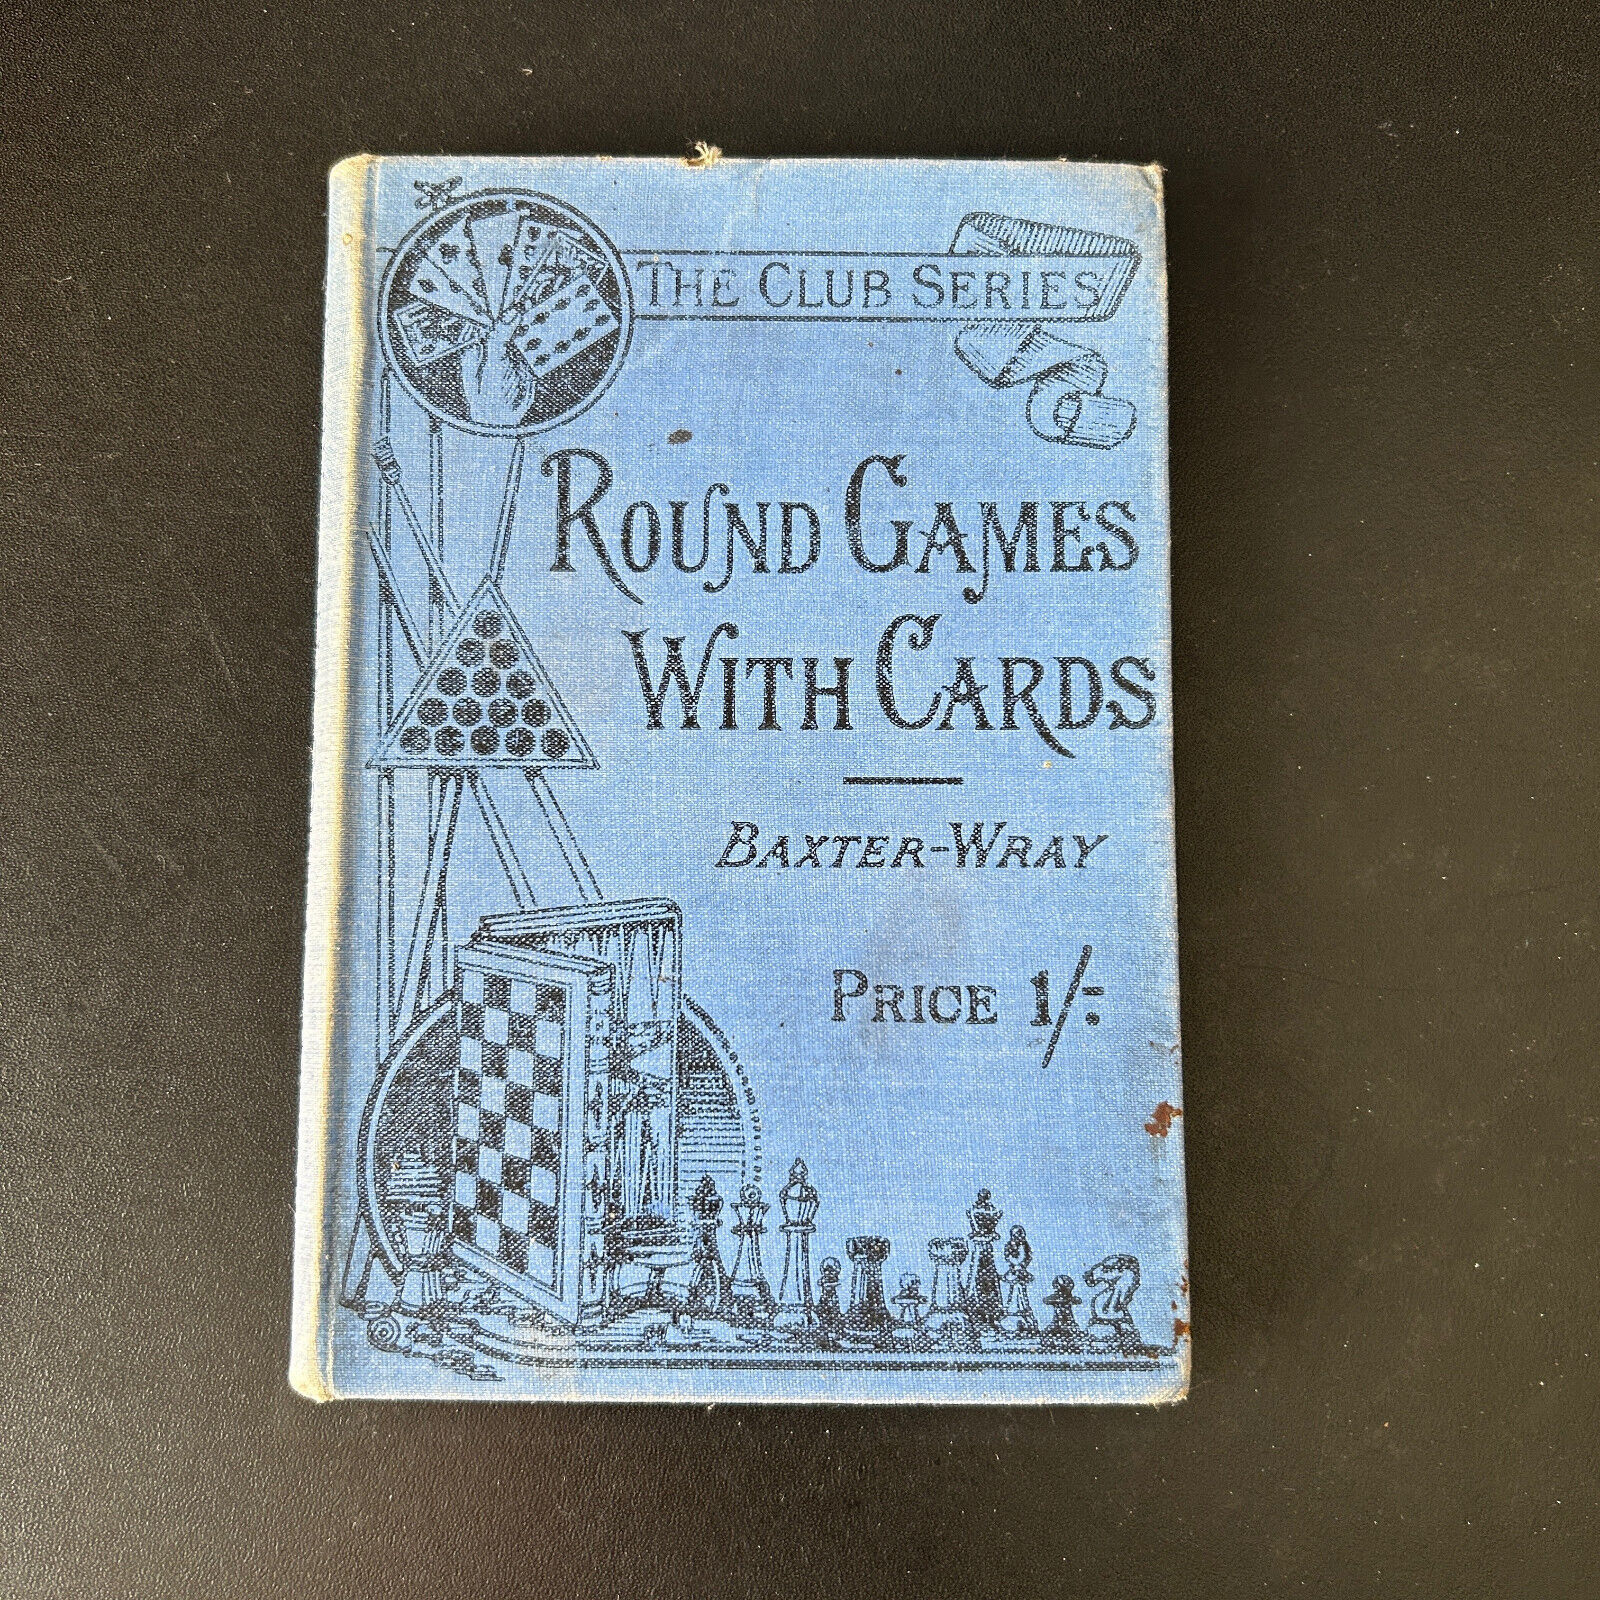 The Club Series
Round Games
With Cards
Baxter-Wray
Price 1/-